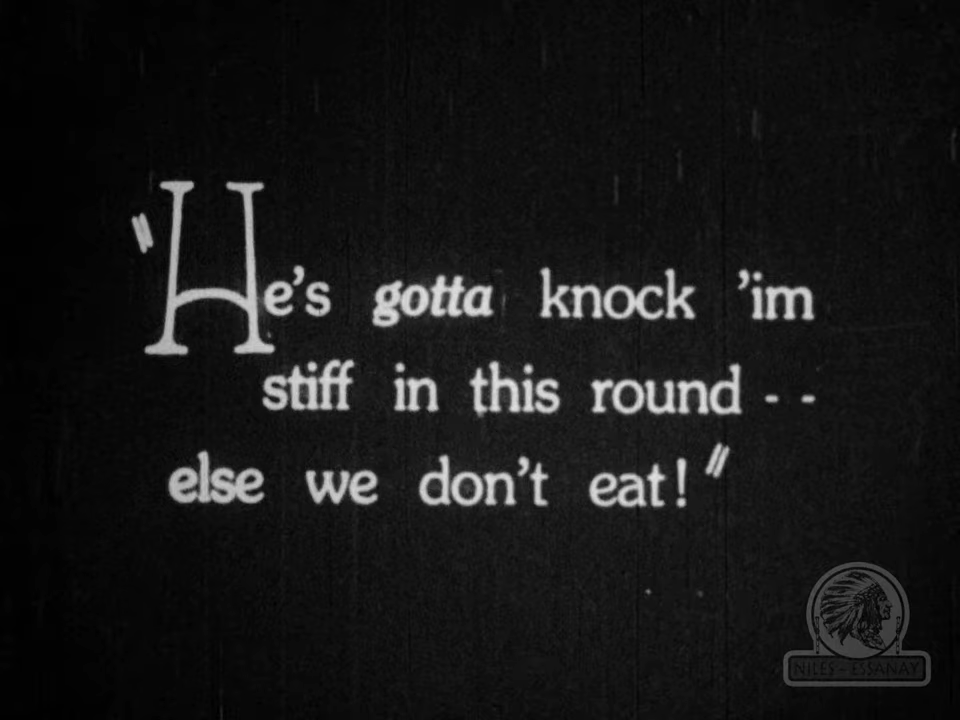 "He's gotta knock 'im
stiff in this round--
else we don't eat!"
NILES-ESSANAY